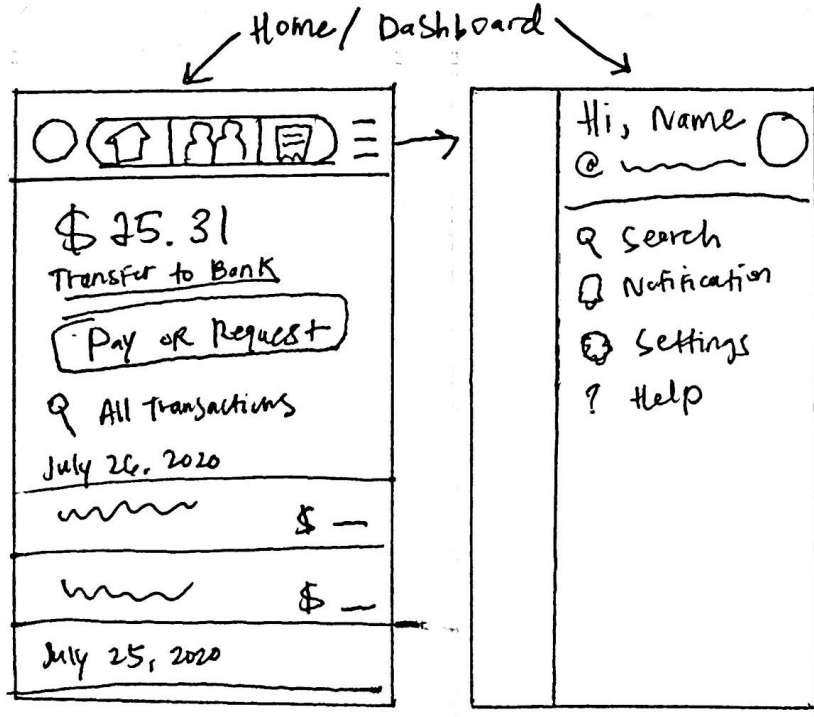 Home / Dashboard
$ 25.31
Transfer to Bank
Pay or Request
All Transactions
July 26, 2020
$
$
July 25, 2020
Hi, Name
@
Search
Notification
Settings
? Help